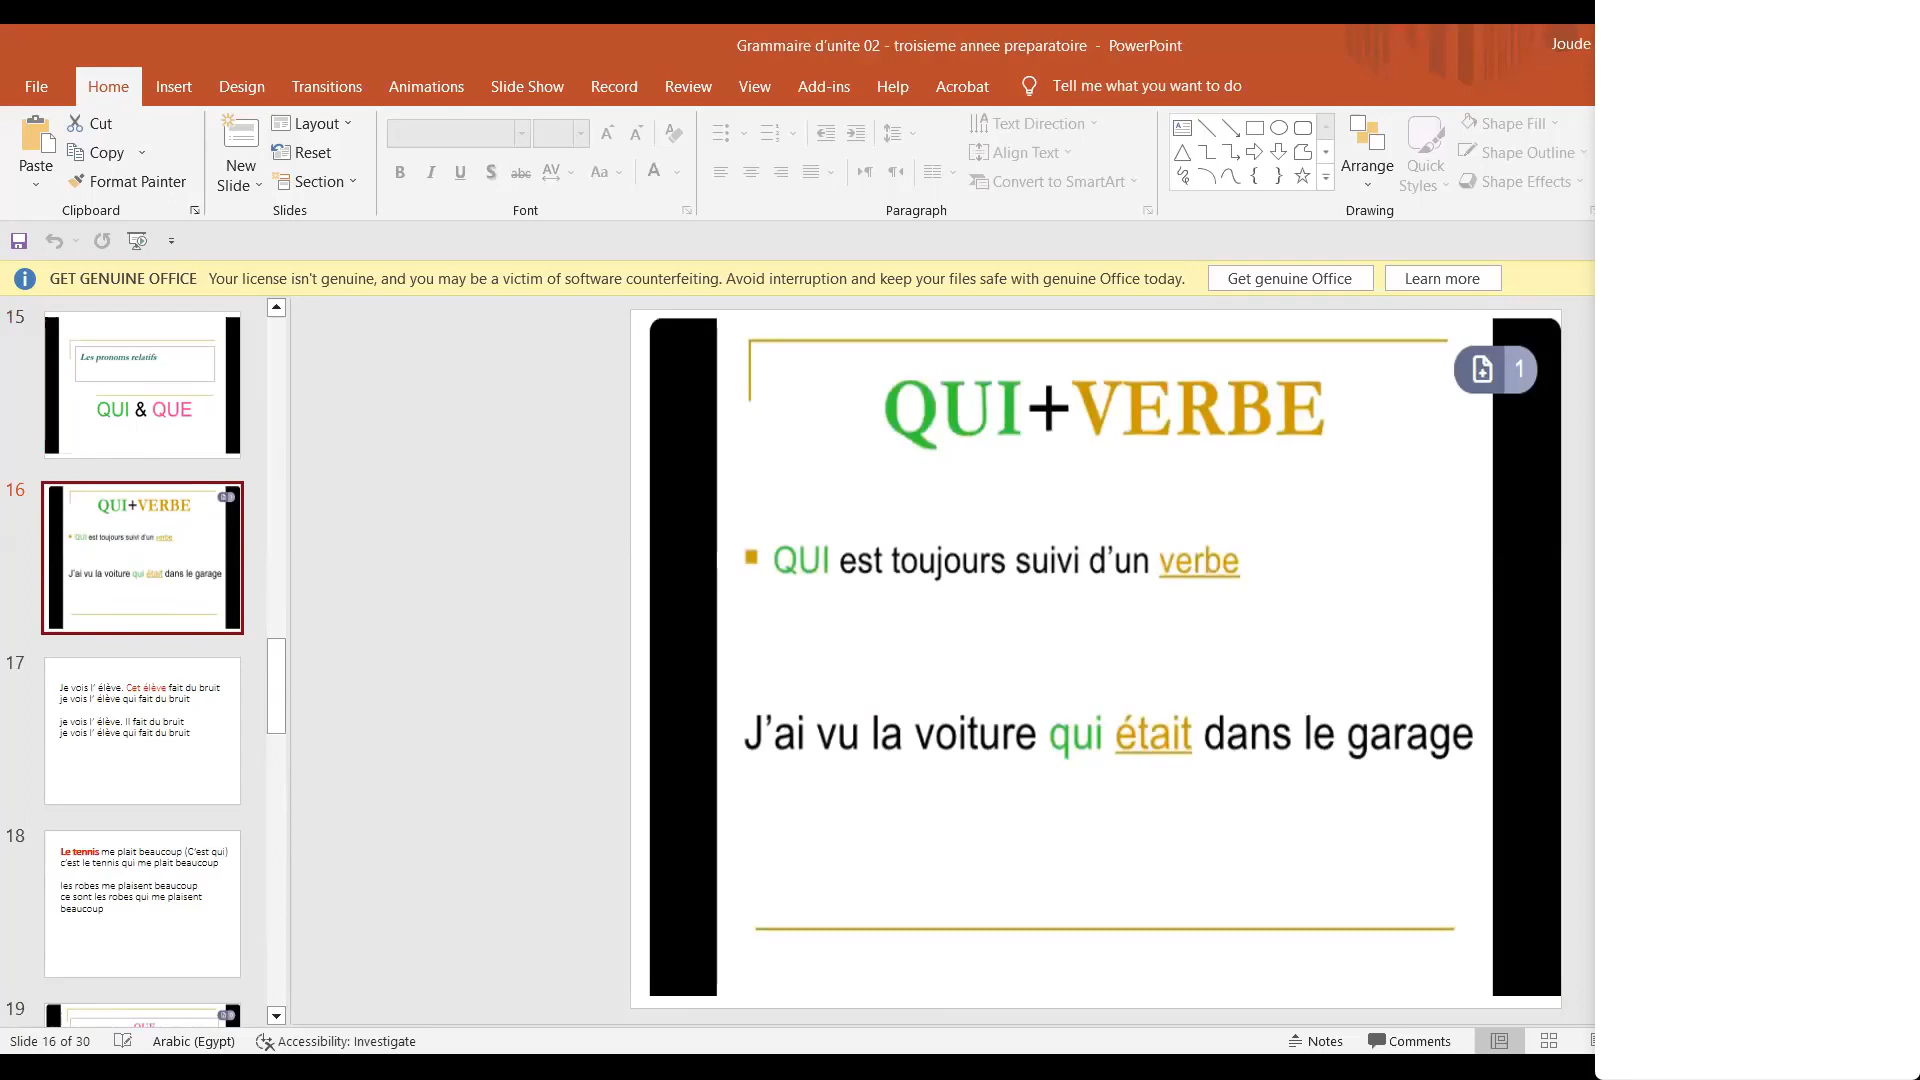 Grammaire d'unite 02 - troisieme annee preparatoire - PowerPoint
Joude
File Home Insert Design Transitions Animations Slide Show Record Review View Add-ins Help Acrobat Tell me what you want to do
Cut
Copy
Format Painter
Paste
Clipboard
New Slide
Layout
Reset
Section
Slides
Font
Text Direction
Align Text
Convert to SmartArt
Paragraph
Arrange
Quick Styles
Shape Fill
Shape Outline
Shape Effects
Drawing
GET GENUINE OFFICE Your license isn't genuine, and you may be a victim of software counterfeiting. Avoid interruption and keep your files safe with genuine Office today. Get genuine Office Learn more
15
Les pronoms relatifs
QUI & QUE
16
QUI+VERBE
QUI est toujours suivi d'un verbe
J'ai vu la voiture qui était dans le garage
17
Je vois l' élève. Cet élève fait du bruit
je vois l' élève qui fait du bruit
je vois l' élève. Il fait du bruit
je vois l' élève qui fait du bruit
18
Le tennis me plait beaucoup (C'est qui)
c'est le tennis qui me plait beaucoup
les robes me plaisent beaucoup
ce sont les robes qui me plaisent
beaucoup
19
QUI+VERBE
1
QUI est toujours suivi d'un verbe
J'ai vu la voiture qui était dans le garage
Slide 16 of 30 Arabic (Egypt) Accessibility: Investigate Notes Comments